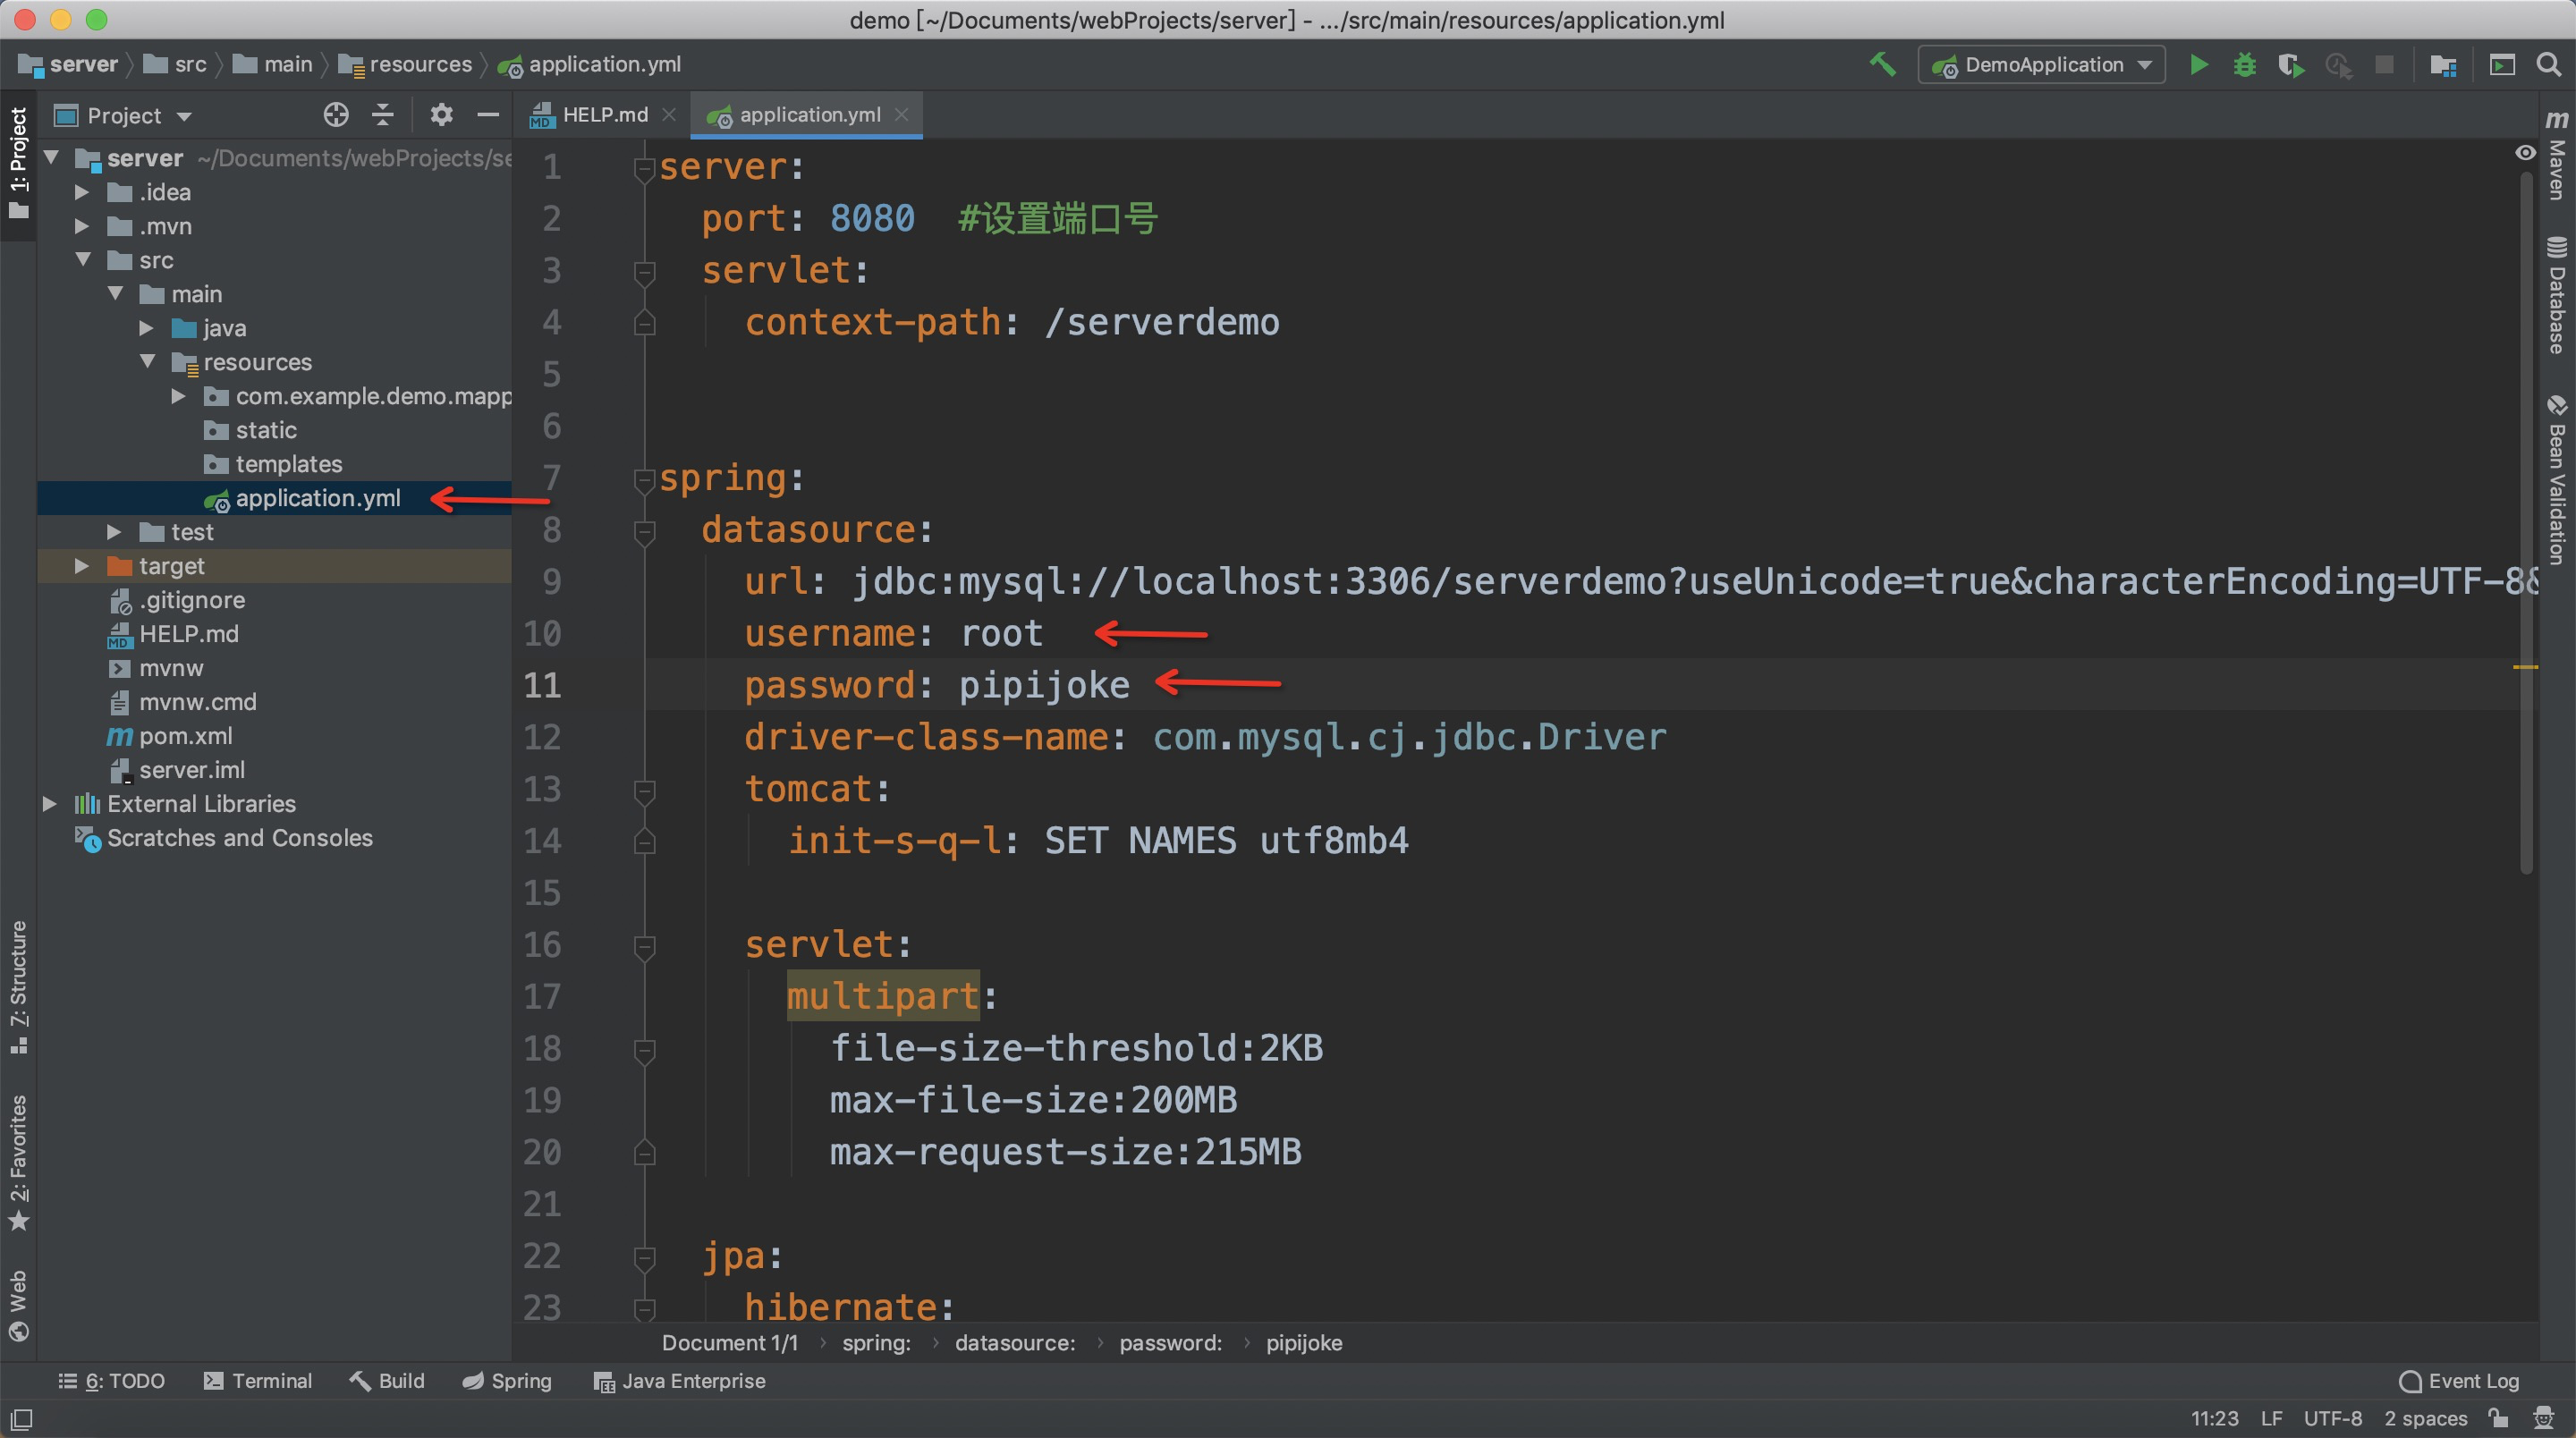 demo [~/Documents/webProjects/server] - .../src/main/resources/application.yml
server src main resources application.yml
DemoApplication
Project
HELP.md
application.yml
1: Project
server ~/Documents/webProjects/se
.idea
.mvn
src
main
java
resources
com.example.demo.mapp
static
templates
application.yml
test
target
.gitignore
HELP.md
mvnw
mvnw.cmd
pom.xml
server.iml
External Libraries
Scratches and Consoles
Z: Structure
2: Favorites
Web
1 server:
2 port: 8080 #设置端口号
3 servlet:
4 context-path: /serverdemo
5
6
7 spring:
8 datasource:
9 url: jdbc:mysql://localhost:3306/serverdemo?useUnicode=true&characterEncoding=UTF-8&
10 username: root
11 password: pipijoke
12 driver-class-name: com.mysql.cj.jdbc.Driver
13 tomcat:
14 init-s-q-l: SET NAMES utf8mb4
15
16 servlet:
17 multipart:
18 file-size-threshold:2KB
19 max-file-size:200MB
20 max-request-size:215MB
21
22 jpa:
23 hibernate:
Maven
Database
Bean Validation
Document 1/1 › spring: › datasource: › password: › pipijoke
6: TODO Terminal Build Spring Java Enterprise Event Log
11:23 LF UTF-8 2 spaces